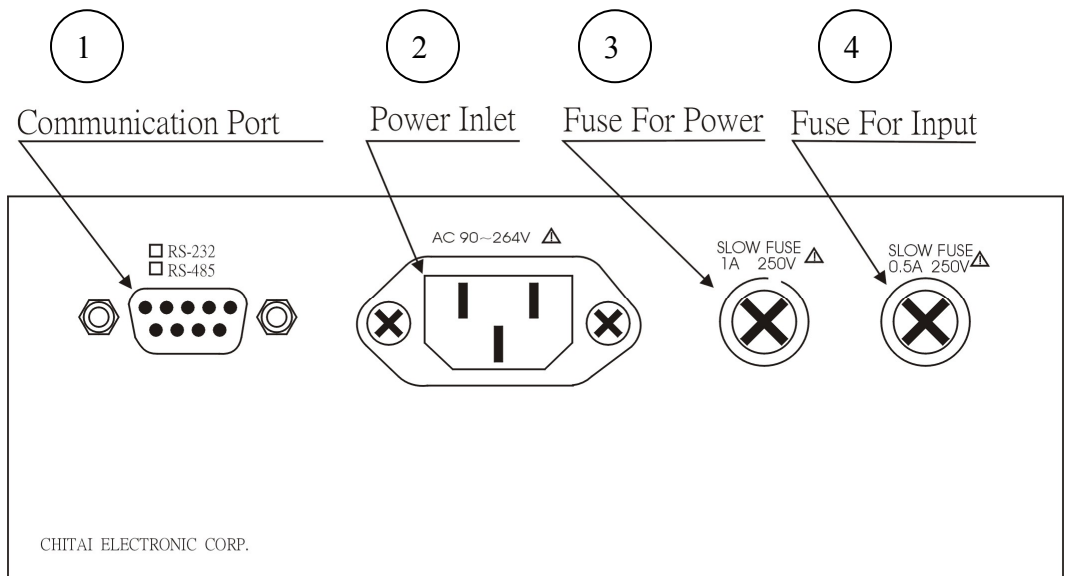 1
2
3
4
Communication Port
Power Inlet
Fuse For Power
Fuse For Input
RS-232
RS-485
AC 90~264V
SLOW FUSE
1A 250V
SLOW FUSE
0.5A 250V
CHITAI ELECTRONIC CORP.